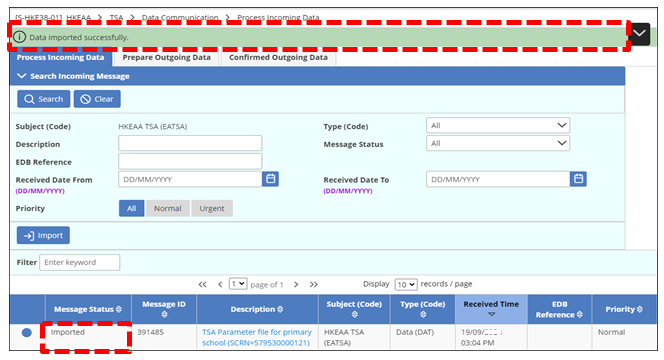 [S-HKE38-01] HKEAA > TSA > Data Communication > Process Incoming Data
Data imported successfully.
Process Incoming Data Prepare Outgoing Data Confirmed Outgoing Data
Search Incoming Message
Search Clear
Subject (Code) HKEAA TSA (EATSA) Type (Code) All
Description Message Status All
EDB Reference
Received Date From DD/MM/YYYY Received Date To DD/MM/YYYY
(DD/MM/YYYY) (DD/MM/YYYY)
Priority All Normal Urgent
Import
Filter Enter keyword
1 page of 1 Display 10 records / page
Message Status Message ID Description Subject (Code) Type (Code) Received Time EDB Reference Priority
Imported 391485 TSA Parameter file for primary HKEAA TSA Data (DAT) 19/09/ Normal
school (SCRN=579530000121) (EATSA) 03:04 PM